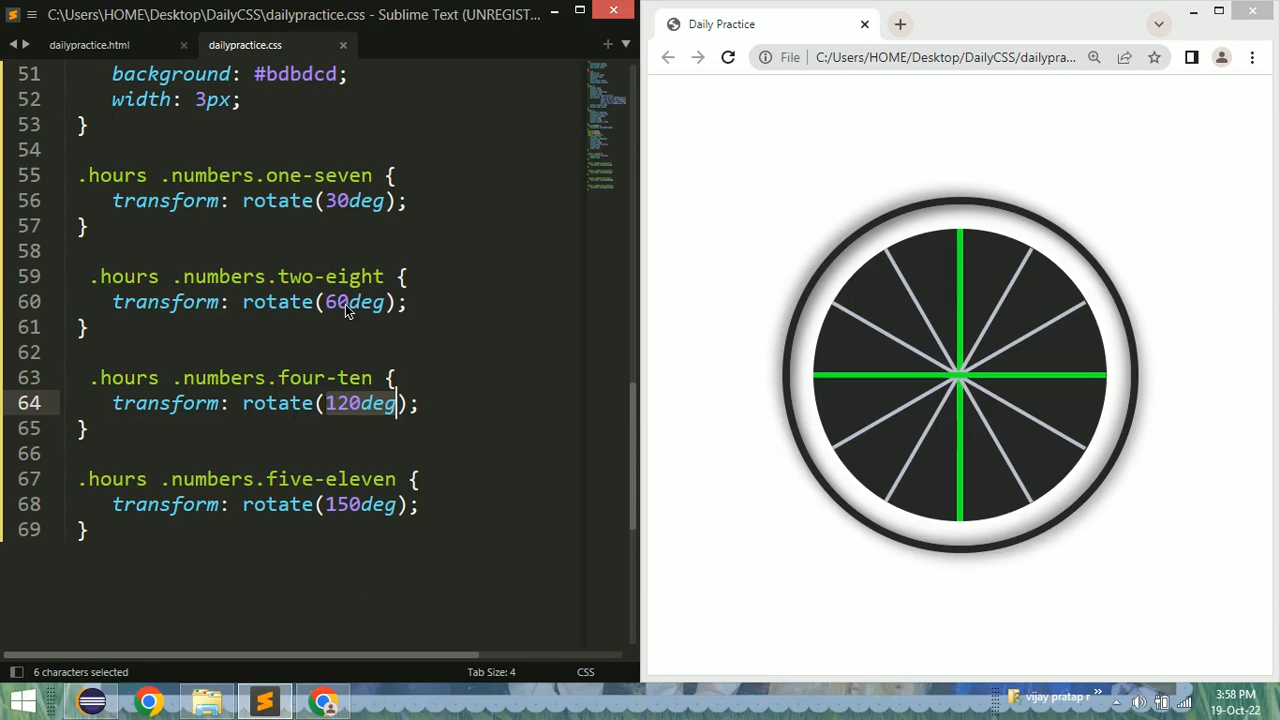 C:\Users\HOME\Desktop\DailyCSS\dailypractice.css - Sublime Text (UNREGIST...
dailypractice.html
dailypractice.css
51 background: #bdbdcd;
52 width: 3px;
53 }
54
55 .hours .numbers.one-seven {
56 transform: rotate(30deg);
57 }
58
59 .hours .numbers.two-eight {
60 transform: rotate(60deg);
61 }
62
63 .hours .numbers.four-ten {
64 transform: rotate(120deg);
65 }
66
67 .hours .numbers.five-eleven {
68 transform: rotate(150deg);
69 }
6 characters selected
Tab Size: 4
CSS
Daily Practice
File
C:/Users/HOME/Desktop/DailyCSS/dailypra...
vijay pratap r
3:58 PM
19-Oct-22